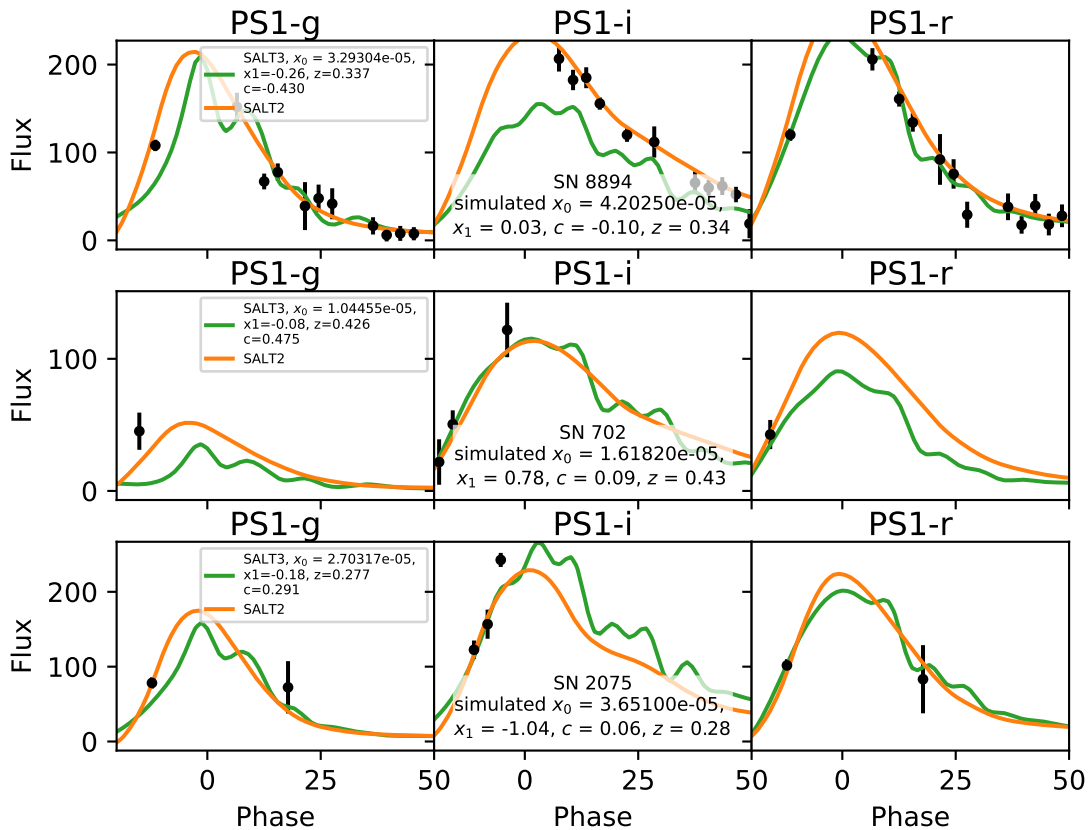 PS1-g PS1-i PS1-r
200
100
0
Flux
SALT3, x₀ = 3.29304e-05,
x1=-0.26, z=0.337
c=-0.430
SALT2
SN 8894
simulated x₀ = 4.20250e-05,
x₁ = 0.03, c = -0.10, z = 0.34
PS1-g PS1-i PS1-r
100
0
Flux
SALT3, x₀ = 1.04455e-05,
x1=-0.08, z=0.426
c=0.475
SALT2
SN 702
simulated x₀ = 1.61820e-05,
x₁ = 0.78, c = 0.09, z = 0.43
PS1-g PS1-i PS1-r
200
100
0
Flux
SALT3, x₀ = 2.70317e-05,
x1=-0.18, z=0.277
c=0.291
SALT2
SN 2075
simulated x₀ = 3.65100e-05,
x₁ = -1.04, c = 0.06, z = 0.28
0 25 50 0 25 50 0 25 50
Phase Phase Phase